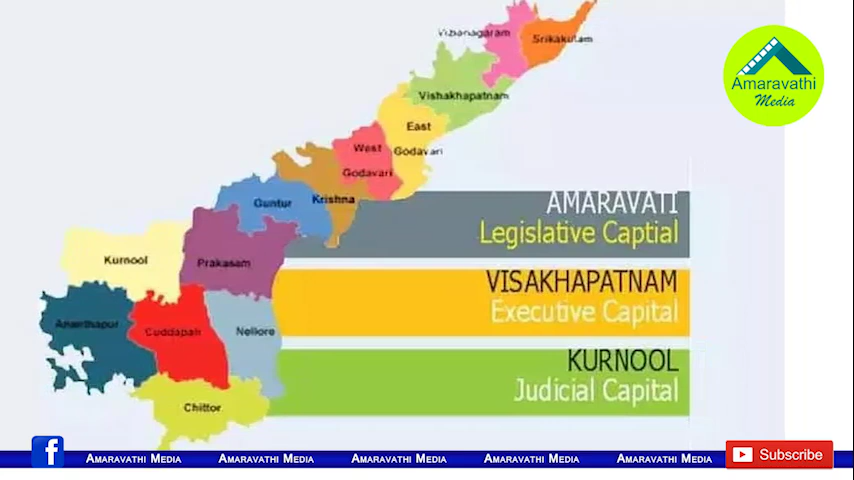 Vizianagaram
Srikakulam
Vishakhapatnam
East
Godavari
West
Godavari
Krishna
Guntur
Prakasam
Kurnool
Ananthapur
Cuddapah
Nellore
Chittor
AMARAVATI
Legislative Captial
VISAKHAPATNAM
Executive Capital
KURNOOL
Judicial Capital
Amaravathi
Media
f
AMARAVATHI MEDIA AMARAVATHI MEDIA AMARAVATHI MEDIA AMARAVATHI MEDIA AMARAVATHI MEDIA
Subscribe